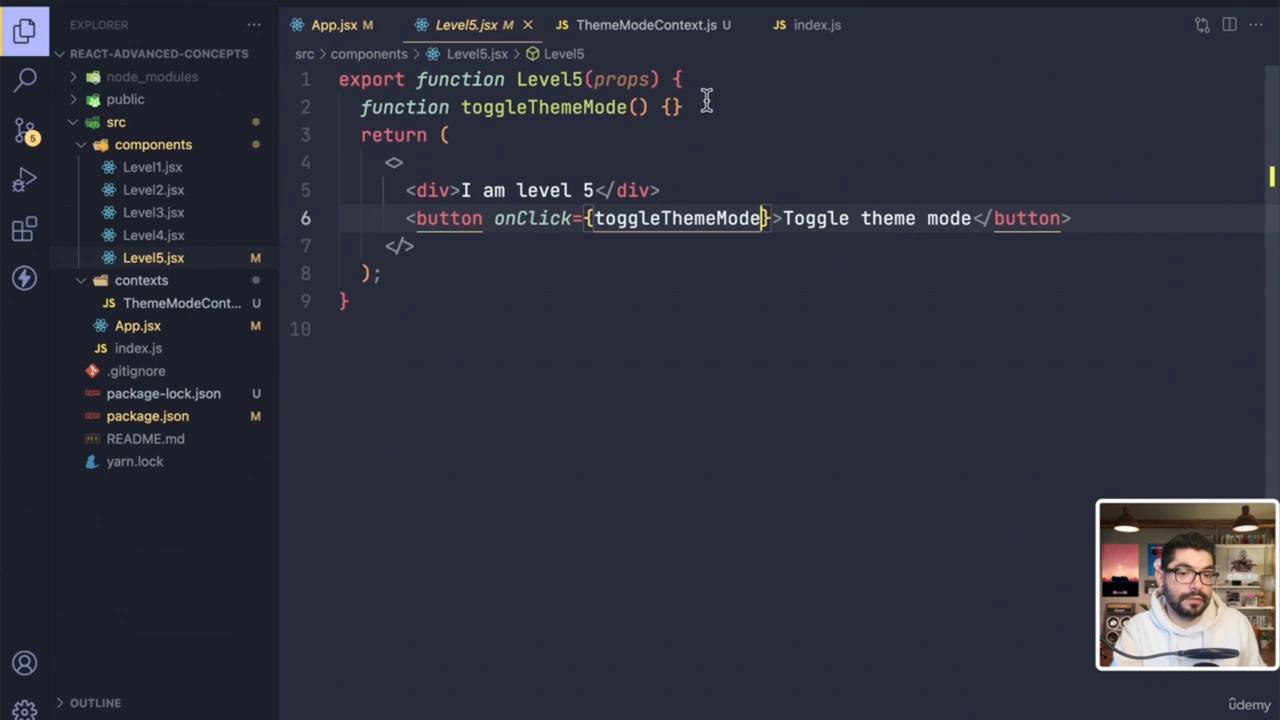 EXPLORER
REACT-ADVANCED-CONCEPTS
node_modules
public
src
components
Level1.jsx
Level2.jsx
Level3.jsx
Level4.jsx
Level5.jsx M
contexts
ThemeModeCont... U
App.jsx M
index.js
.gitignore
package-lock.json U
package.json M
README.md
yarn.lock
OUTLINE
5
App.jsx M Level5.jsx M JS ThemeModeContext.js U JS index.js
src > components > Level5.jsx > Level5
1 export function Level5(props) {
2 function toggleThemeMode() {}
3 return (
4 <>
5 <div>I am level 5</div>
6 <button onClick={toggleThemeMode}>Toggle theme mode</button>
7 </>
8 );
9 }
10
ûdemy